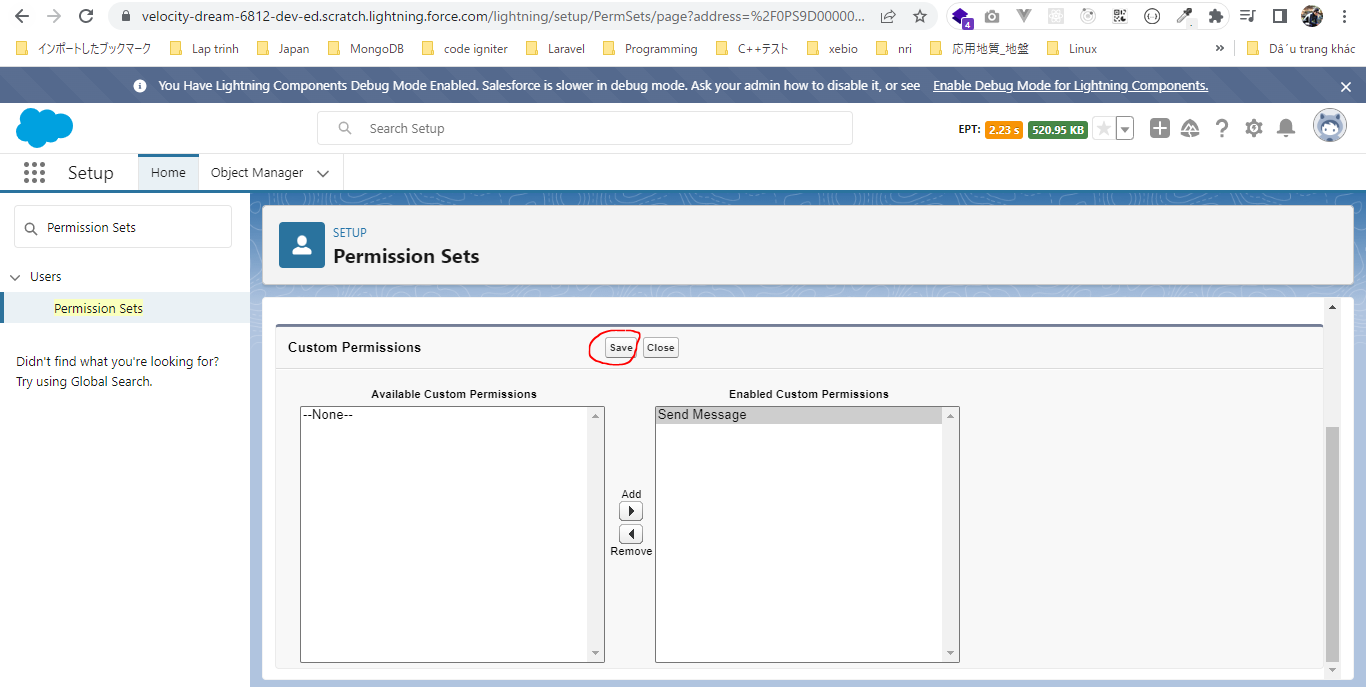 velocity-dream-6812-dev-ed.scratch.lightning.force.com/lightning/setup/PermSets/page?address=%2F0PS9D00000...
4
インポートしたブックマーク Lap trinh Japan MongoDB code igniter Laravel Programming C++テスト xebio nri 応用地質_地盤 Linux » Dấu trang khác
You Have Lightning Components Debug Mode Enabled. Salesforce is slower in debug mode. Ask your admin how to disable it, or see Enable Debug Mode for Lightning Components.
Search Setup
EPT: 2.23 s 520.95 KB
Setup Home Object Manager
Permission Sets
SETUP
Permission Sets
Users
Permission Sets
Didn't find what you're looking for?
Try using Global Search.
Custom Permissions Save Close
Available Custom Permissions Enabled Custom Permissions
--None-- Send Message
Add
Remove